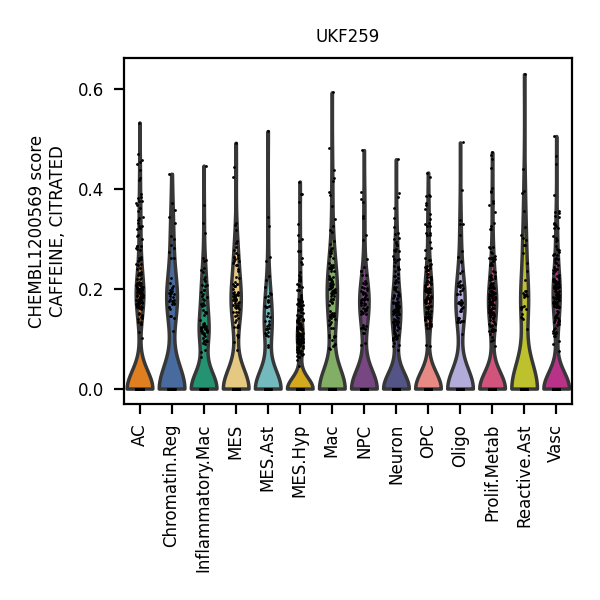 UKF259
CHEMBL1200569 score
CAFFEINE, CITRATED
0.6
0.4
0.2
0.0
AC
Chromatin.Reg
Inflammatory.Mac
MES
MES.Ast
MES.Hyp
Mac
NPC
Neuron
OPC
Oligo
Prolif.Metab
Reactive.Ast
Vasc